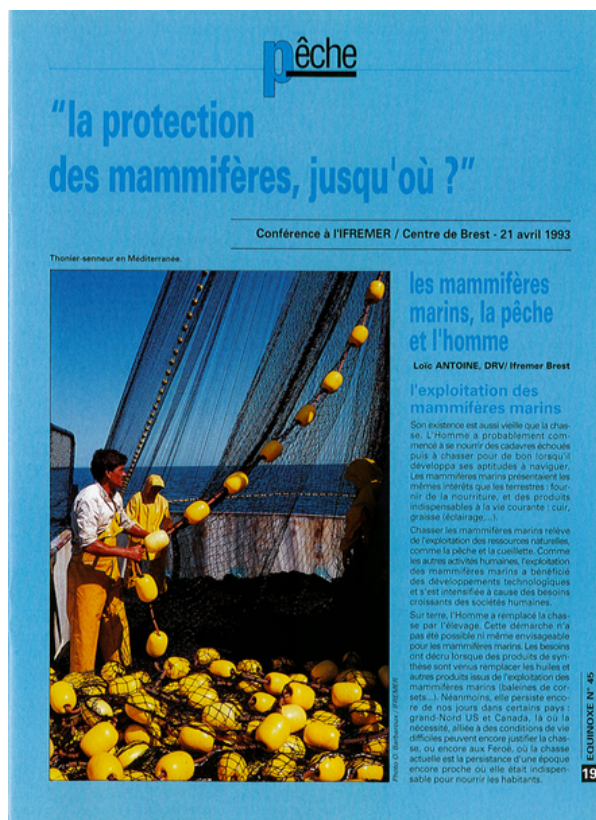 pêche
"la protection
des mammifères, jusqu'où ?"
Conférence à l'IFREMER / Centre de Brest - 21 avril 1993
Thonier-senneur en Méditerranée.
les mammifères
marins, la pêche
et l'homme
Loïc ANTOINE, DRV/ Ifremer Brest
l'exploitation des
mammifères marins
Son existence est aussi vieille que la chas-
se. L'Homme a probablement com-
mencé à se nourrir des cadavres échoués
puis à chasser pour de bon lorsqu'il
développa ses aptitudes à naviguer.
Les mammifères marins présentaient les
mêmes intérêts que les terrestres : four-
nir de la nourriture, et des produits
indispensables à la vie courante : cuir,
graisse (éclairage,...).
Chasser les mammifères marins relève
de l'exploitation des ressources naturelles,
comme la pêche et la cueillette. Comme
les autres activités humaines, l'exploitation
des mammifères marins a bénéficié
des développements technologiques
et s'est intensifiée à cause des besoins
croissants des sociétés humaines.
Sur terre, l'Homme a remplacé la chas-
se par l'élevage. Cette démarche n'a
pas été possible ni même envisageable
pour les mammifères marins. Les besoins
ont décru lorsque des produits de syn-
thèse sont venus remplacer les huiles et
autres produits issus de l'exploitation des
mammifères marins (baleines de cor-
sets...). Néanmoins, elle persiste enco-
re de nos jours dans certains pays :
grand-Nord US et Canada, là où la
nécessité, alliée à des conditions de vie
difficiles peuvent encore justifier la chas-
se, ou encore aux Feroé, où la chasse
actuelle est la persistance d'une époque
encore proche où elle était indispen-
sable pour nourrir les habitants.
Photo O. Barbaroux / IFREMER
EQUINOXE N° 45
19